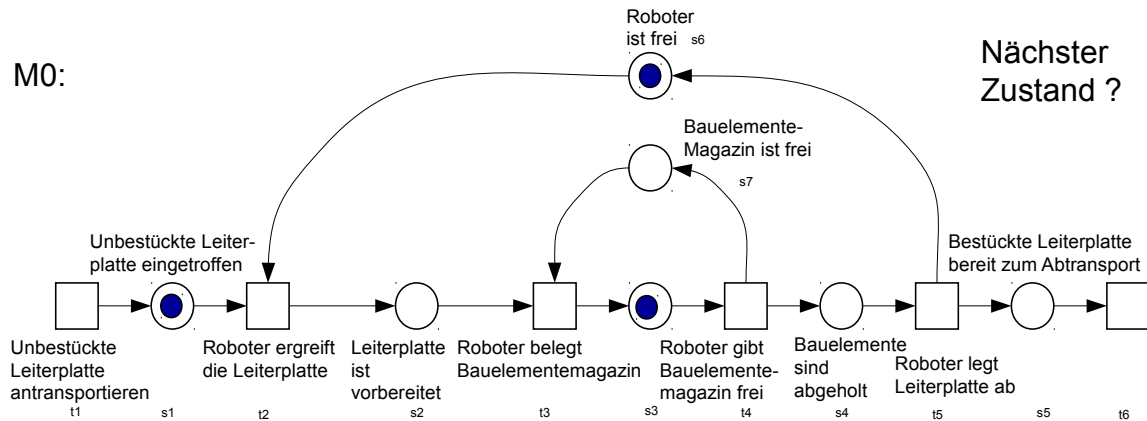 Roboter
ist frei s6
Nächster
Zustand ?
M0:
Bauelemente-
Magazin ist frei
s7
Unbestückte Leiter-
platte eingetroffen
Bestückte Leiterplatte
bereit zum Abtransport
Unbestückte
Leiterplatte
antransportieren
Roboter ergreift
die Leiterplatte
Leiterplatte
ist
vorbereitet
Roboter belegt
Bauelementemagazin
Roboter gibt
Bauelemente-
magazin frei
Bauelemente
sind
abgeholt
Roboter legt
Leiterplatte ab
t1 s1 t2 s2 t3 s3 t4 s4 t5 s5 t6